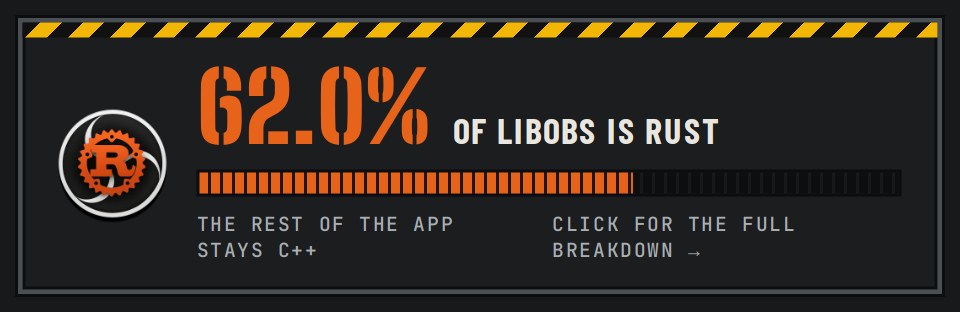 62.0% OF LIBOBS IS RUST
R
THE REST OF THE APP
STAYS C++
CLICK FOR THE FULL
BREAKDOWN →